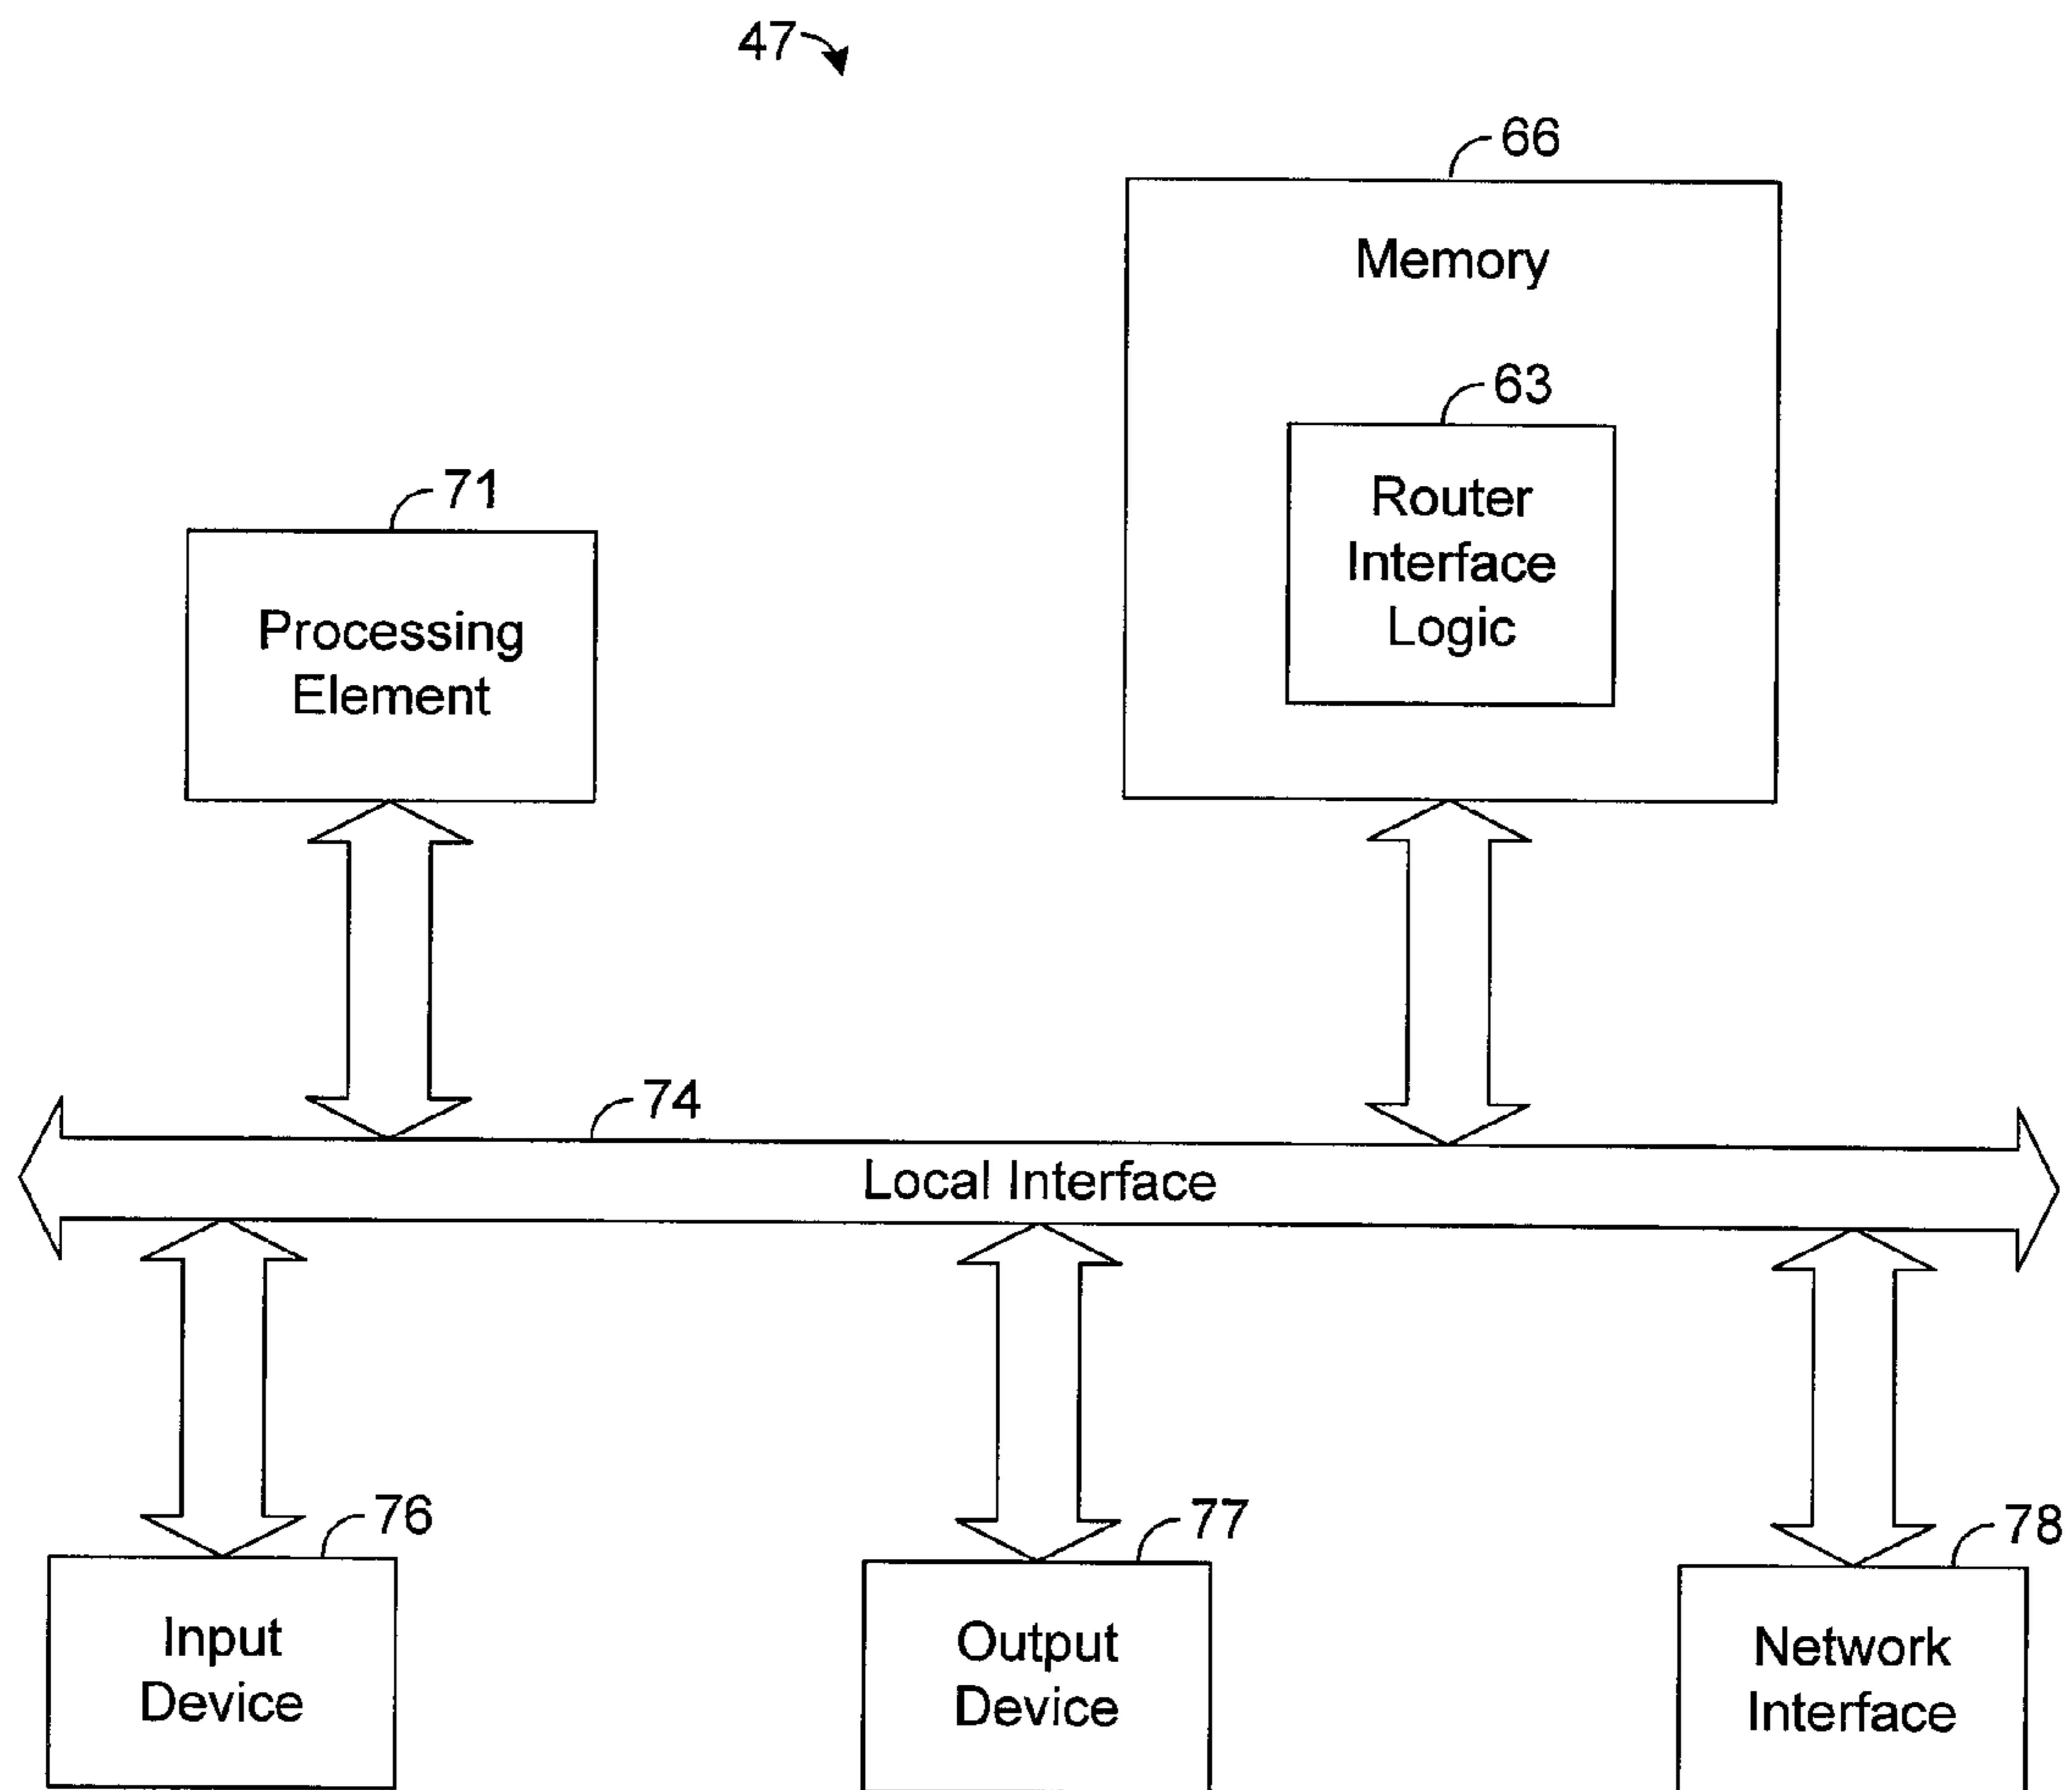 47
66
Memory
63
Router
Interface
Logic
71
Processing
Element
74
Local Interface
76
Input
Device
77
Output
Device
78
Network
Interface